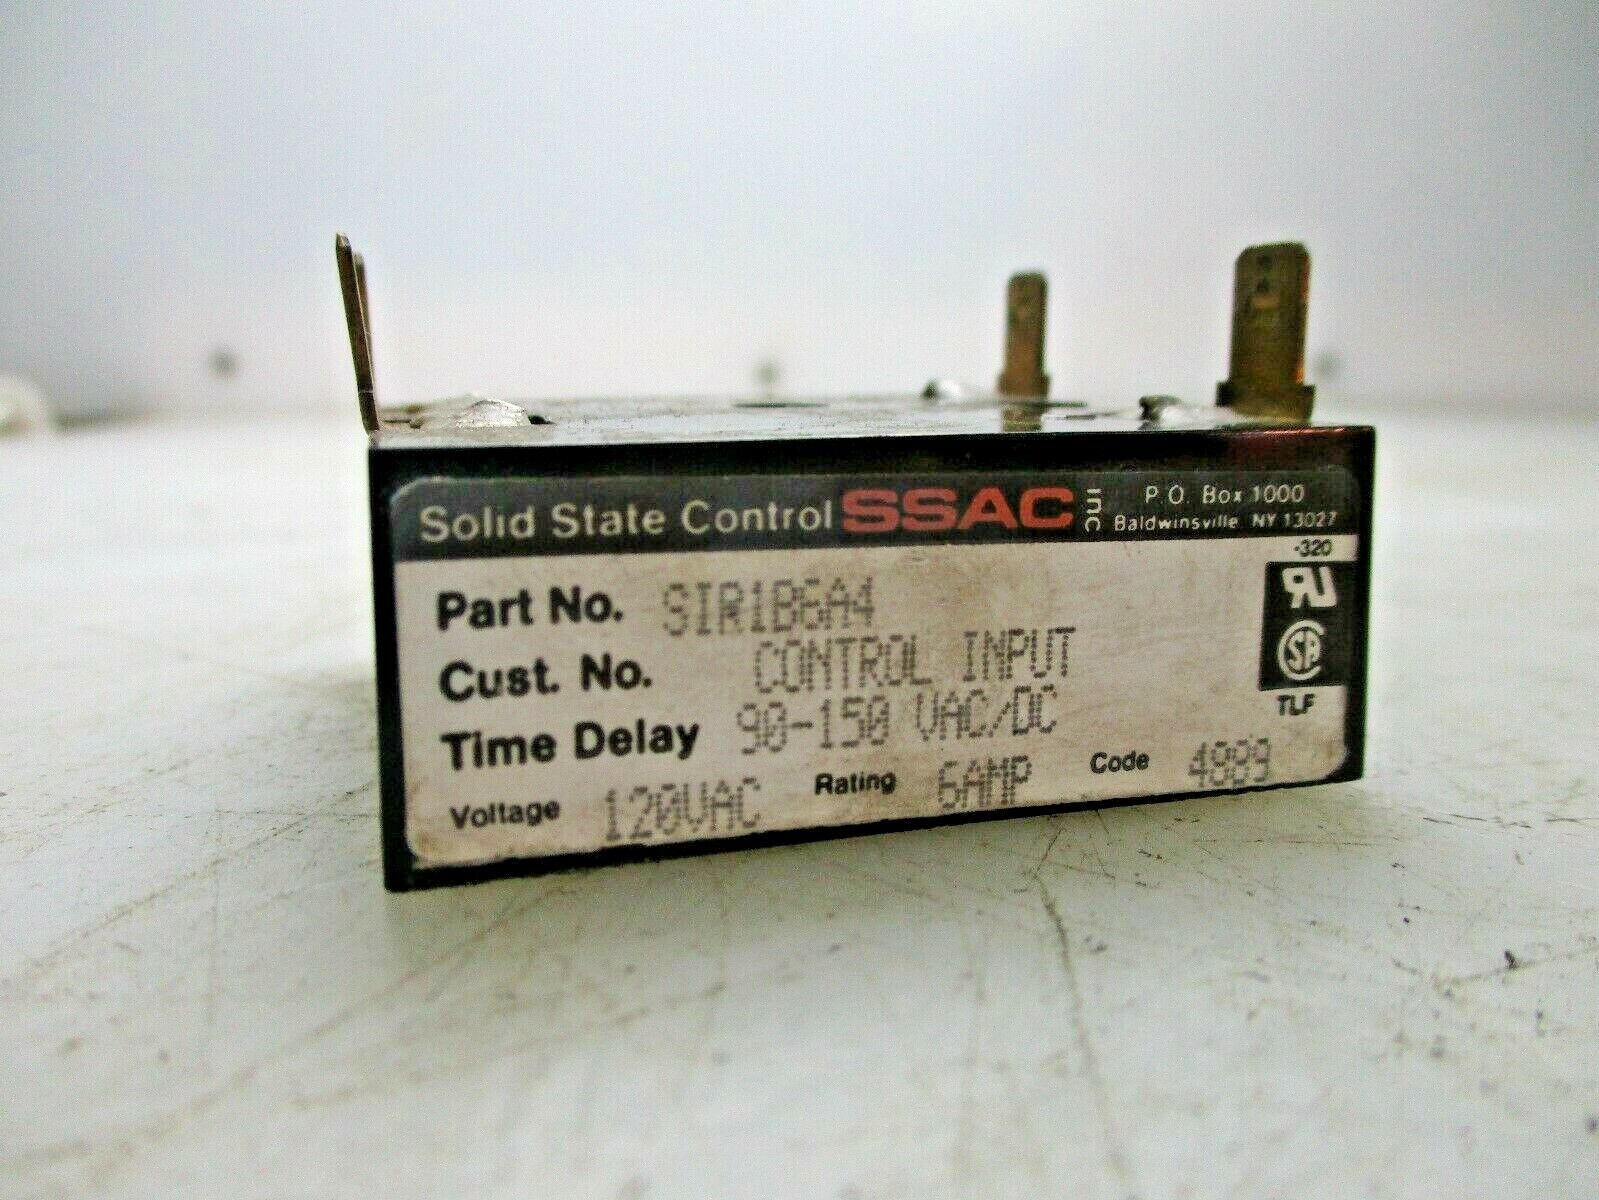 Solid State Control SSAC inc P.O. Box 1000
Baldwinsville NY 13027
-320
Part No. SIR1B6A4
Cust. No. CONTROL INPUT
Time Delay 90-150 VAC/DC
TLF
Voltage 120VAC Rating 6AMP Code 4889